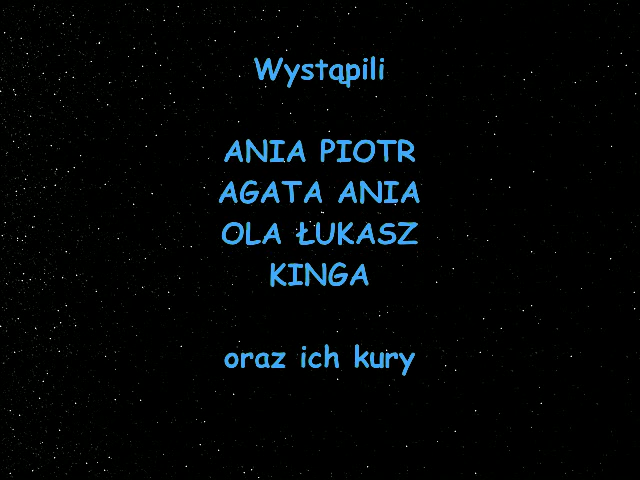 Wystąpili
ANIA PIOTR
AGATA ANIA
OLA ŁUKASZ
KINGA
oraz ich kury